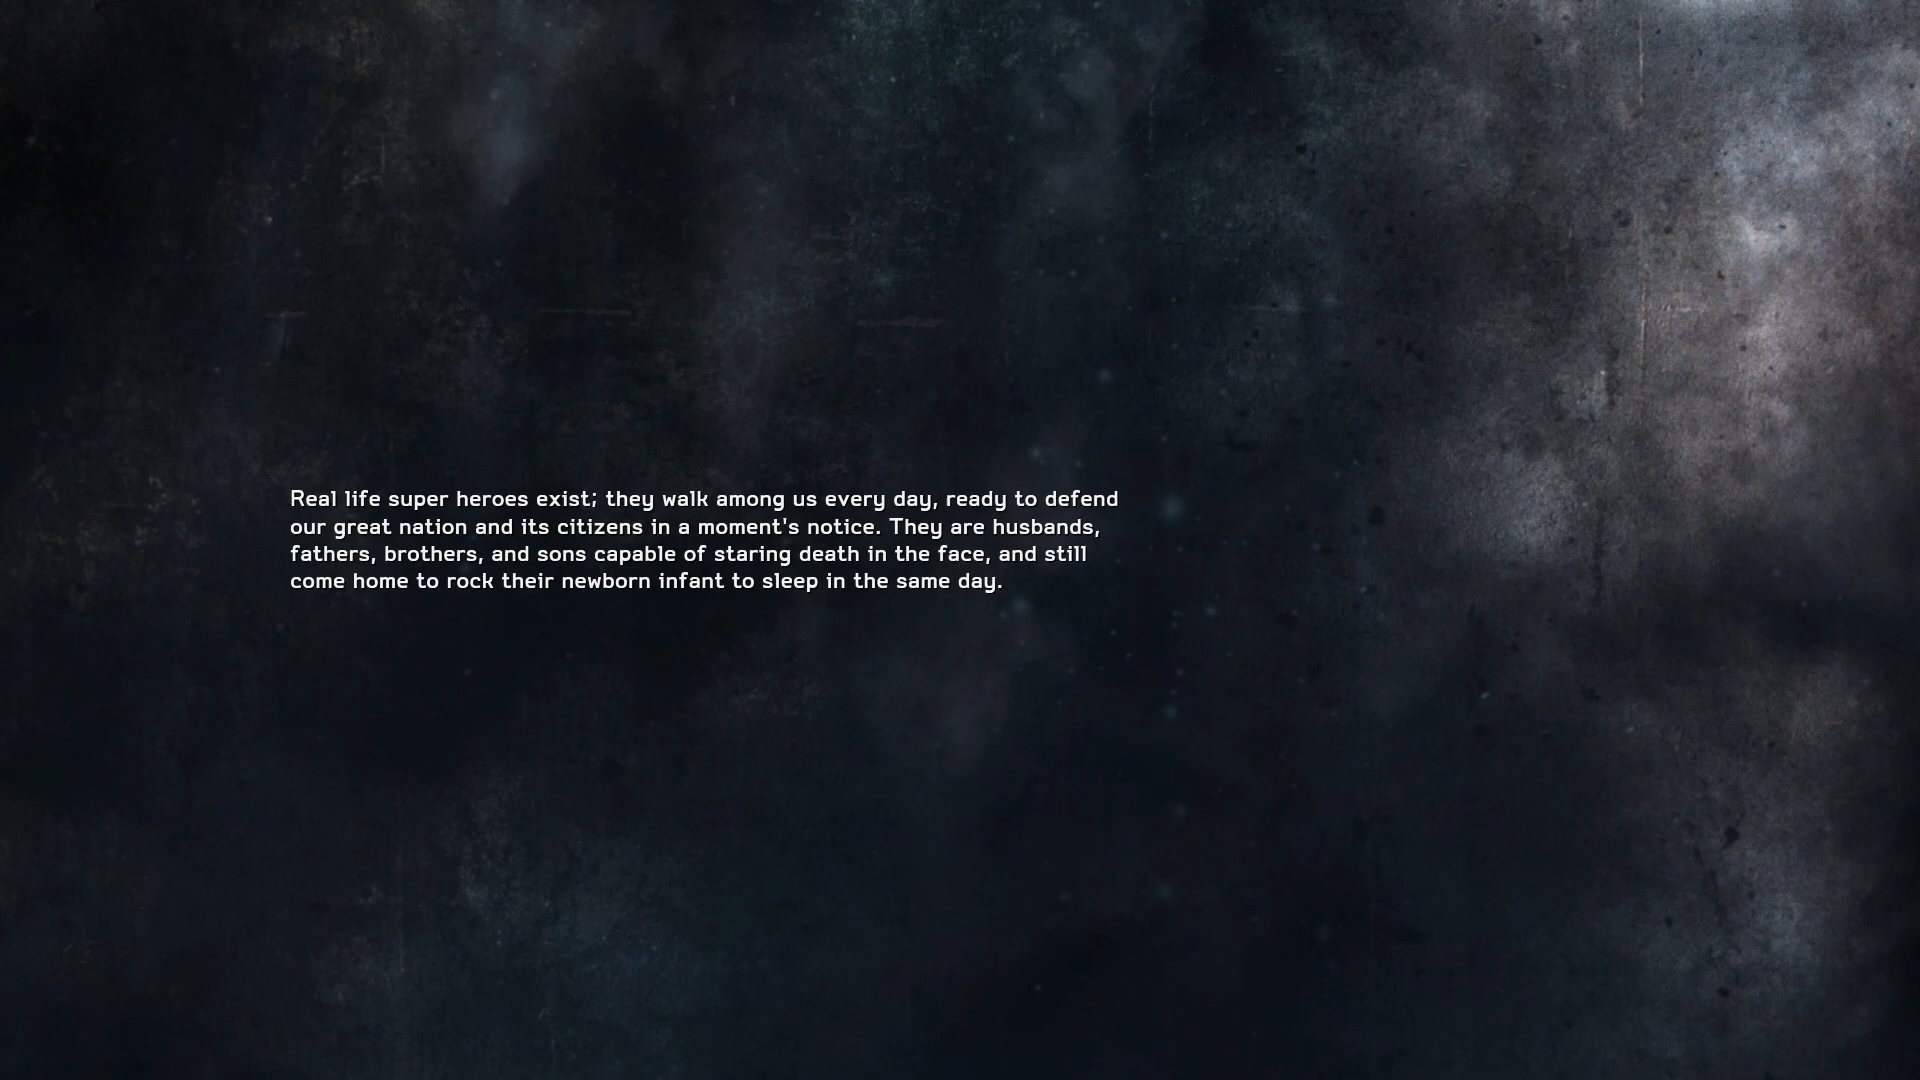 Real life super heroes exist; they walk among us every day, ready to defend
our great nation and its citizens in a moment's notice. They are husbands,
fathers, brothers, and sons capable of staring death in the face, and still
come home to rock their newborn infant to sleep in the same day.